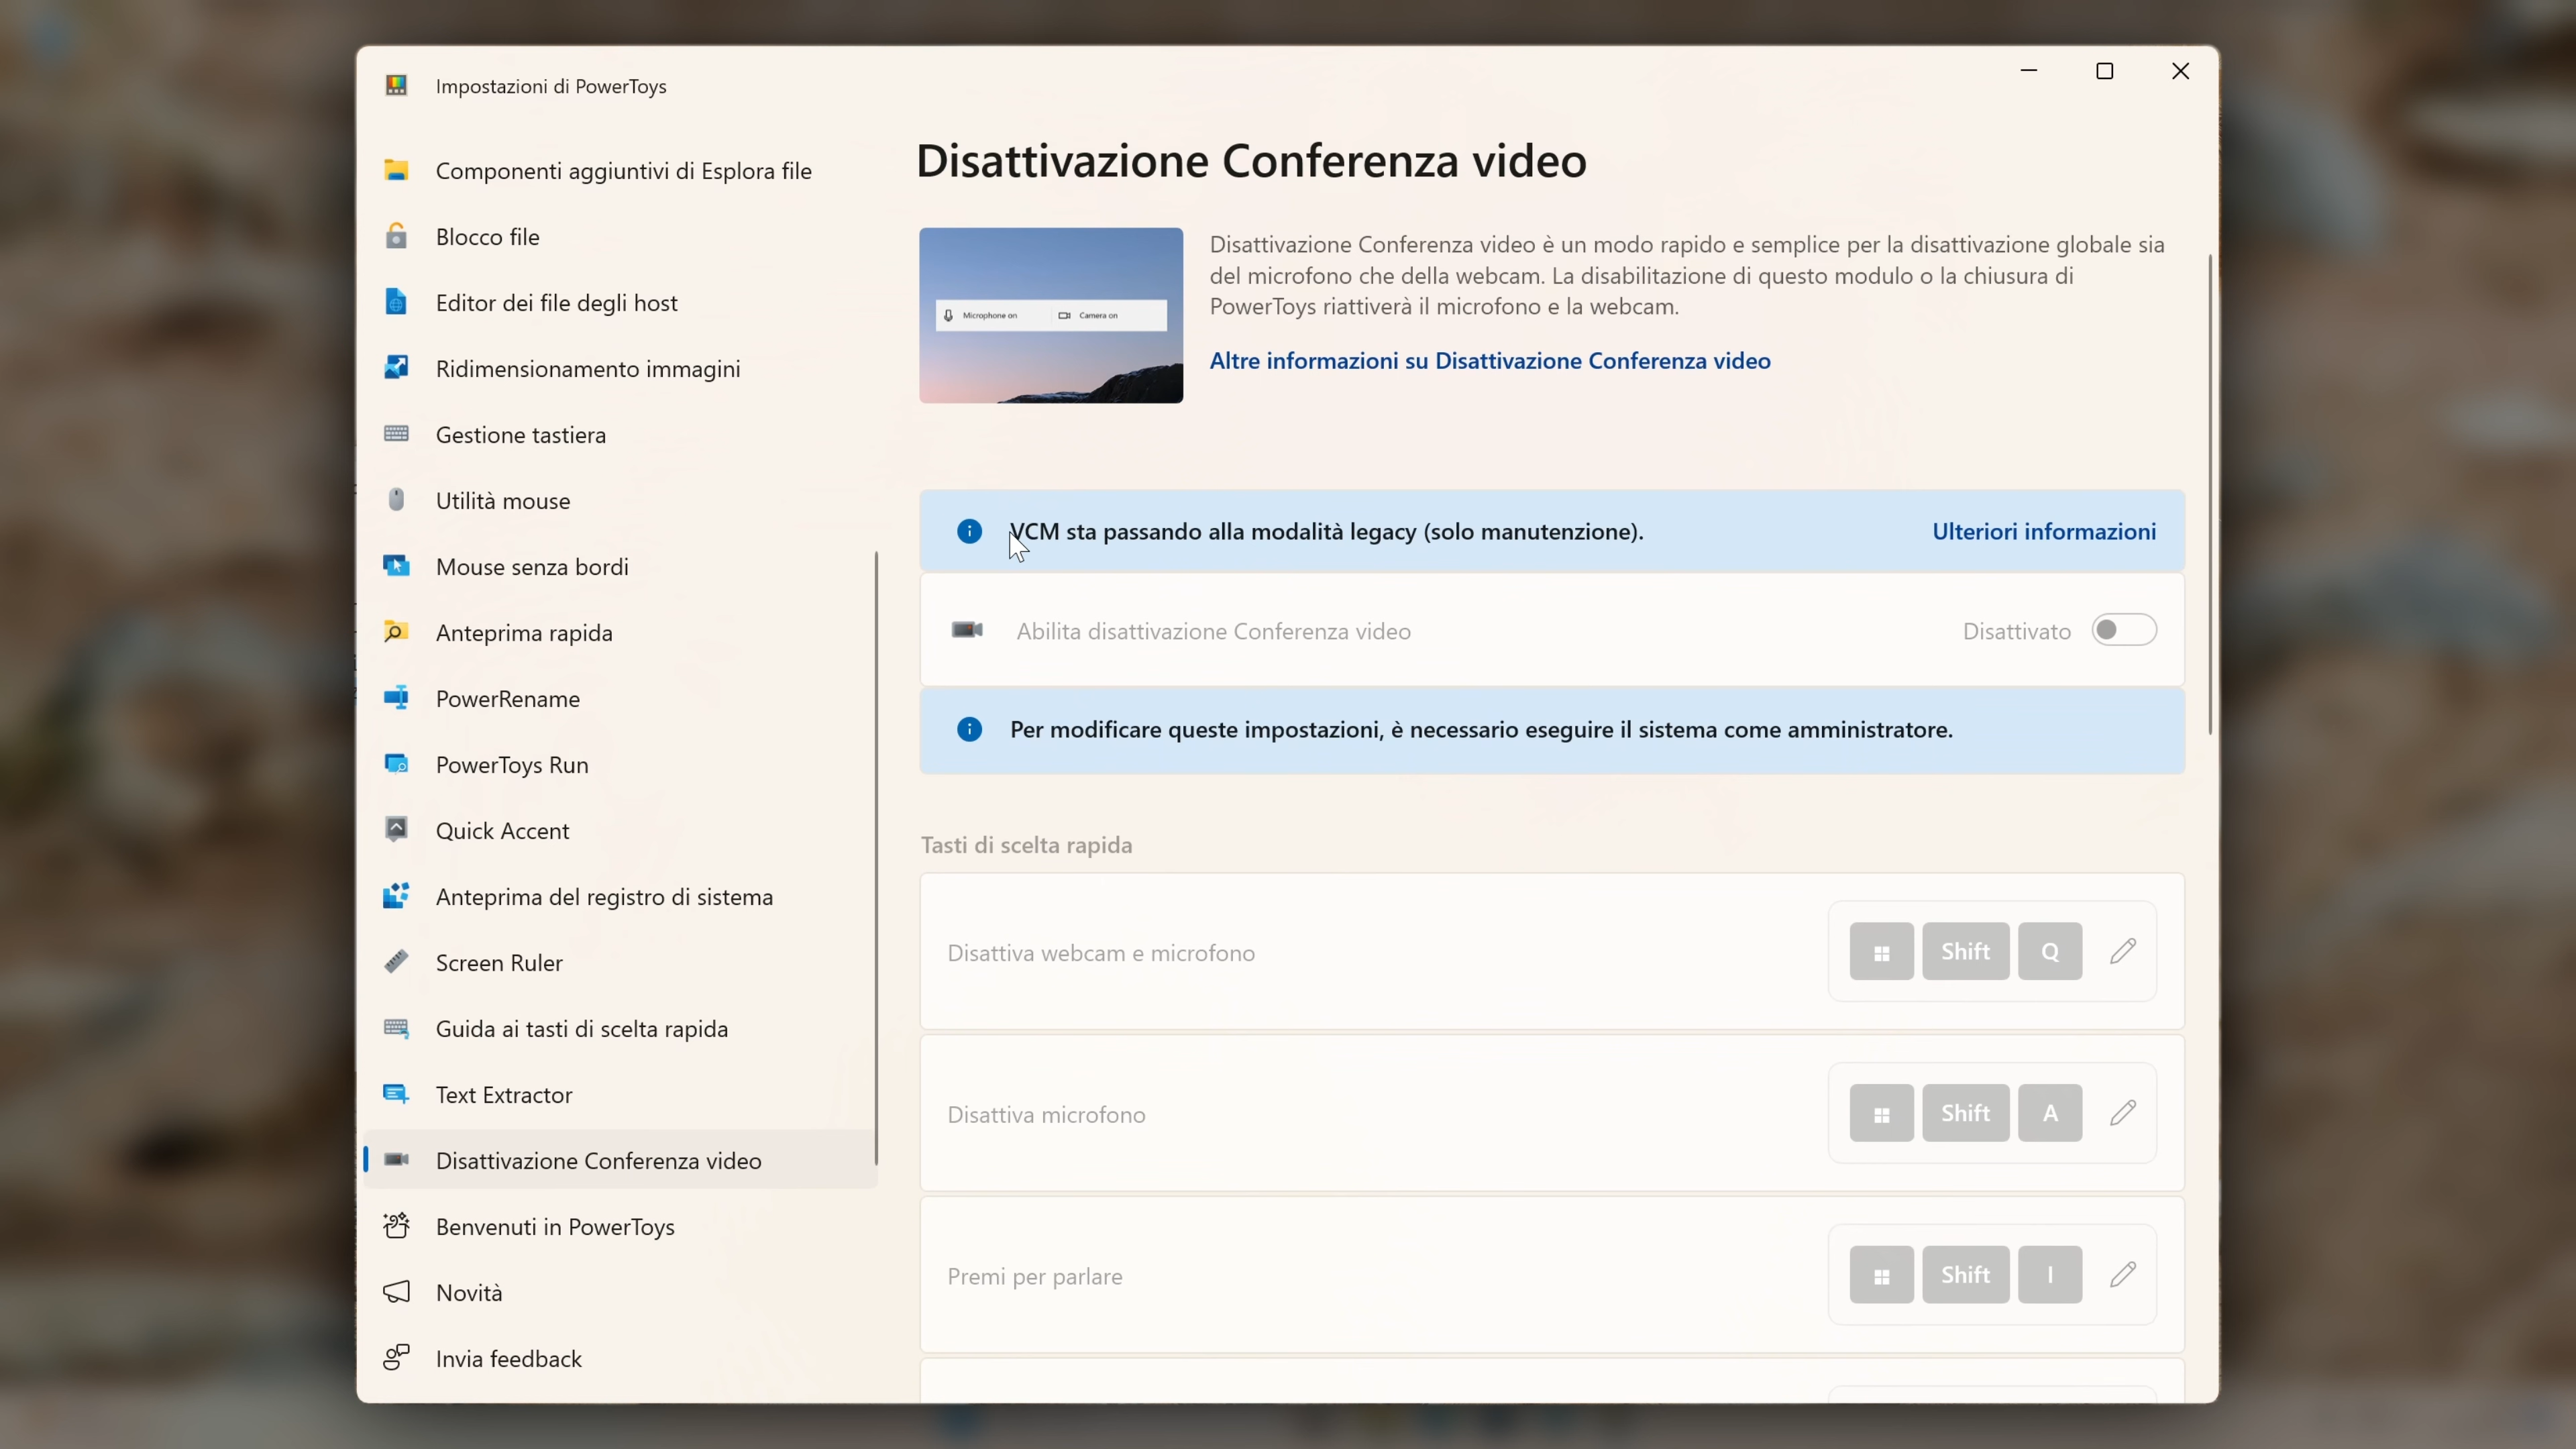 Impostazioni di PowerToys
Componenti aggiuntivi di Esplora file
Blocco file
Editor dei file degli host
Ridimensionamento immagini
Gestione tastiera
Utilità mouse
Mouse senza bordi
Anteprima rapida
PowerRename
PowerToys Run
Quick Accent
Anteprima del registro di sistema
Screen Ruler
Guida ai tasti di scelta rapida
Text Extractor
Disattivazione Conferenza video
Benvenuti in PowerToys
Novità
Invia feedback
Disattivazione Conferenza video
Microphone on Camera on
Disattivazione Conferenza video è un modo rapido e semplice per la disattivazione globale sia
del microfono che della webcam. La disabilitazione di questo modulo o la chiusura di
PowerToys riattiverà il microfono e la webcam.
Altre informazioni su Disattivazione Conferenza video
VCM sta passando alla modalità legacy (solo manutenzione). Ulteriori informazioni
Abilita disattivazione Conferenza video Disattivato
Per modificare queste impostazioni, è necessario eseguire il sistema come amministratore.
Tasti di scelta rapida
Disattiva webcam e microfono Shift Q
Disattiva microfono Shift A
Premi per parlare Shift I